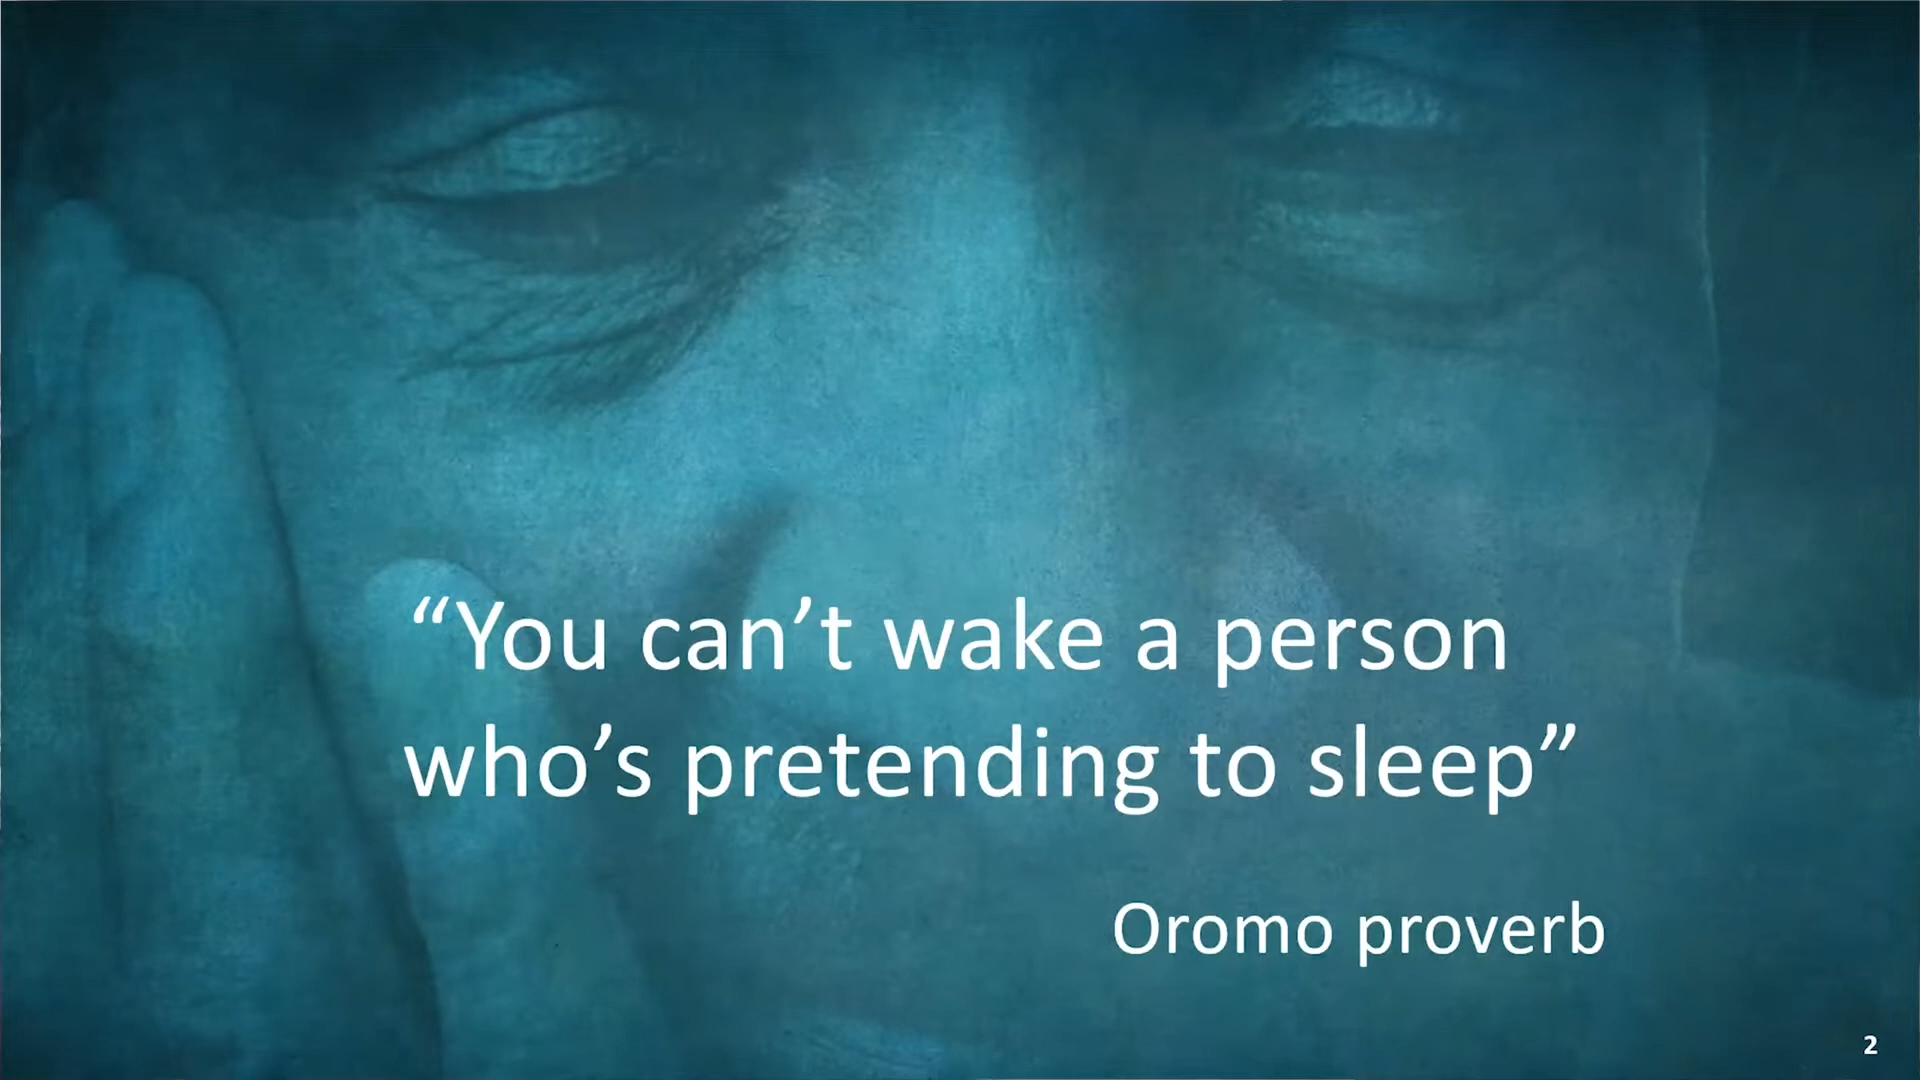 “You can’t wake a person
who’s pretending to sleep”
Oromo proverb
2